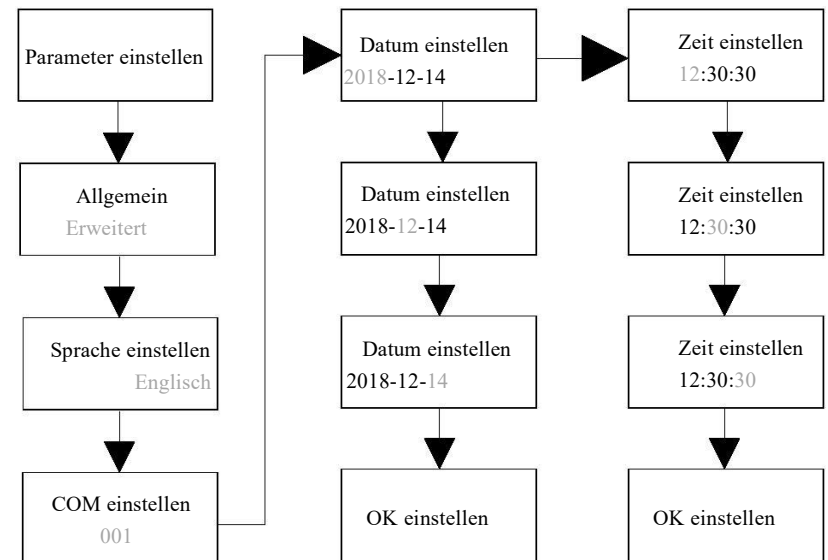 Parameter einstellen
Allgemein
Erweitert
Sprache einstellen
Englisch
COM einstellen
001
Datum einstellen
2018-12-14
Datum einstellen
2018-12-14
Datum einstellen
2018-12-14
OK einstellen
Zeit einstellen
12:30:30
Zeit einstellen
12:30:30
Zeit einstellen
12:30:30
OK einstellen